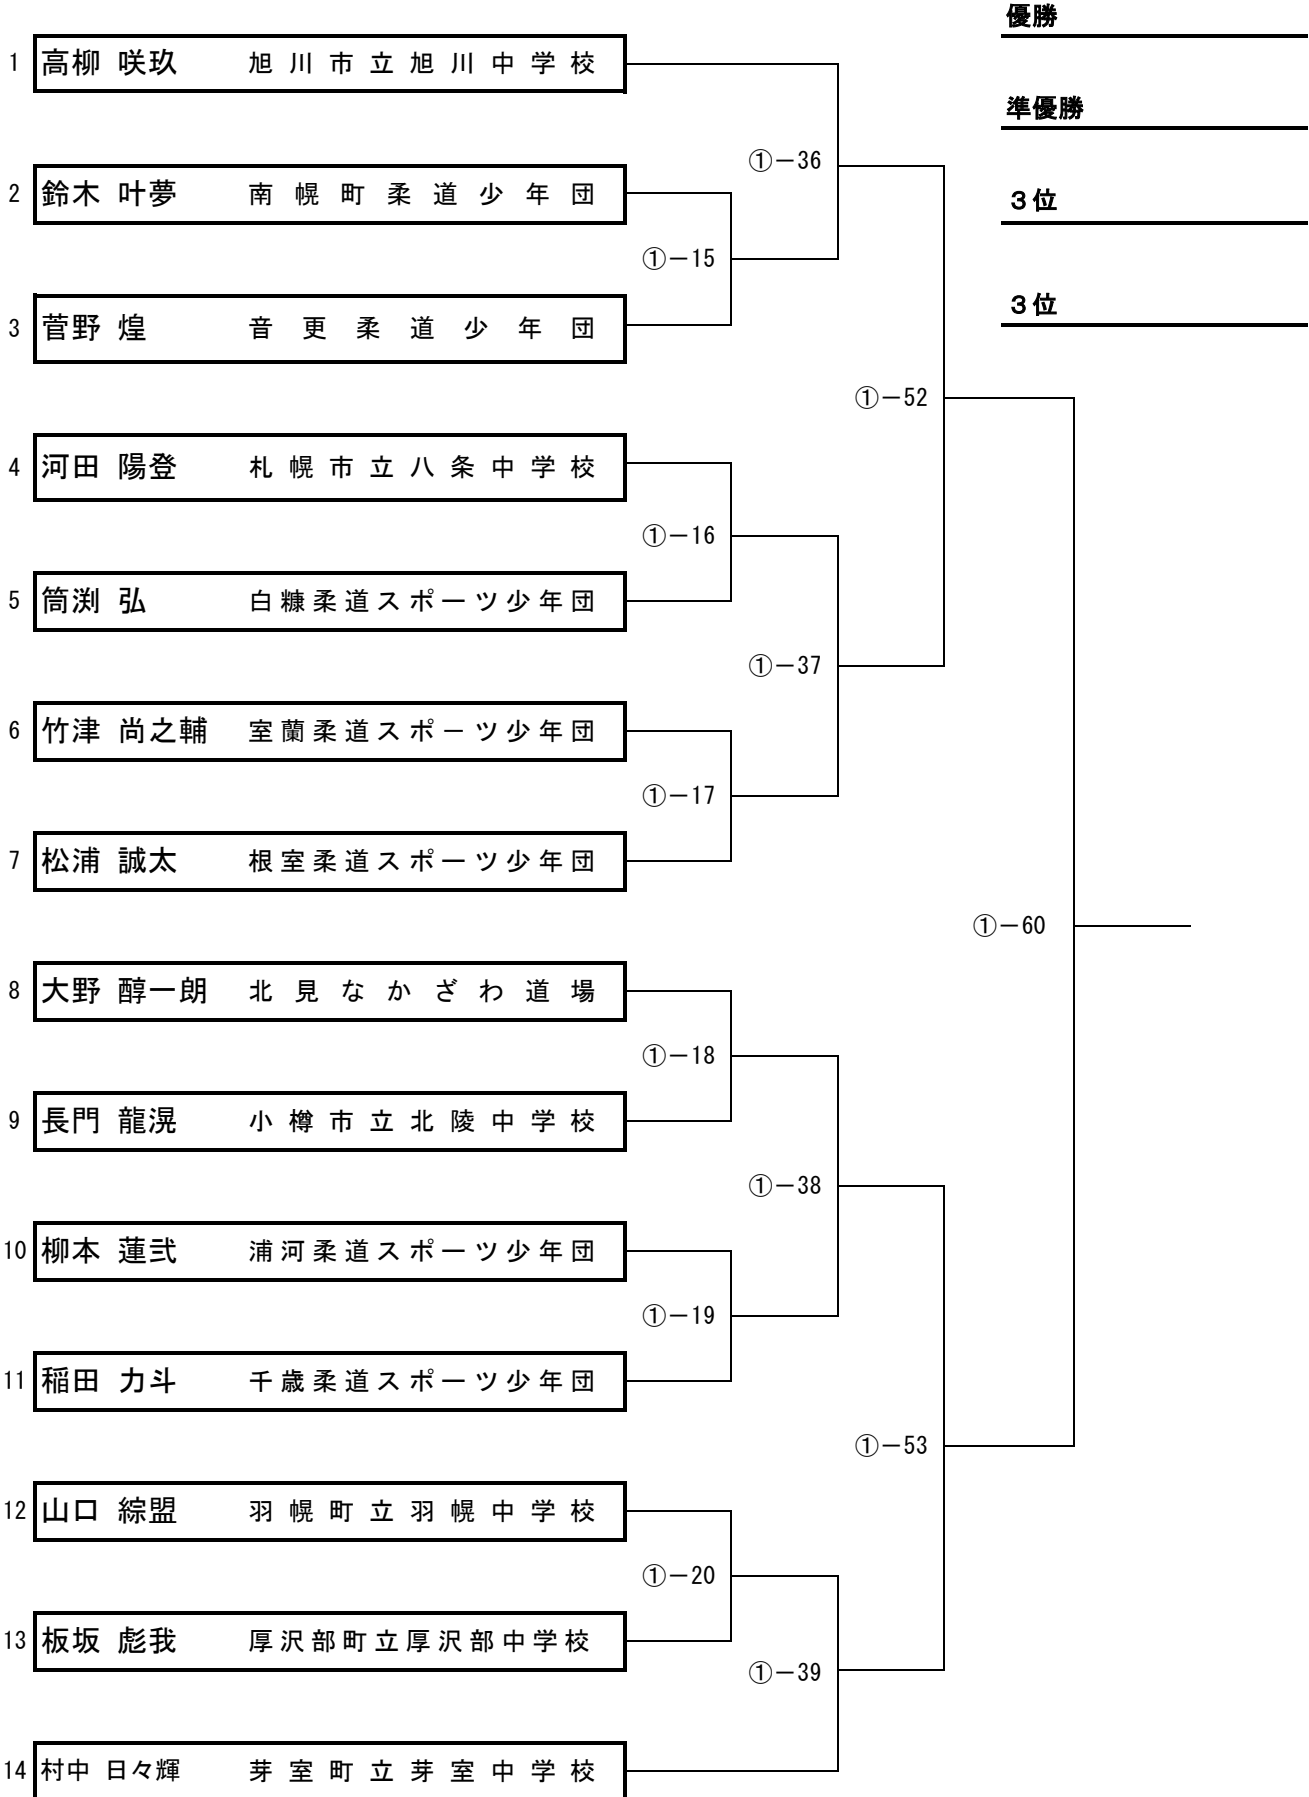 優勝
1 高柳 咲玖 旭川市立旭川中学校
準優勝
①－36
2 鈴木 叶夢 南幌町柔道少年団
３位
①－15
３位
3 菅野 煌 音更柔道少年団
①－52
4 河田 陽登 札幌市立八条中学校
①－16
5 筒渕 弘 白糠柔道スポーツ少年団
①－37
6 竹津 尚之輔 室蘭柔道スポーツ少年団
①－17
7 松浦 誠太 根室柔道スポーツ少年団
①－60
8 大野 醇一朗 北見なかざわ道場
①－18
9 長門 龍滉 小樽市立北陵中学校
①－38
10 柳本 蓮弐 浦河柔道スポーツ少年団
①－19
11 稲田 力斗 千歳柔道スポーツ少年団
①－53
12 山口 綜盟 羽幌町立羽幌中学校
①－20
13 板坂 彪我 厚沢部町立厚沢部中学校
①－39
14 村中 日々輝 芽室町立芽室中学校